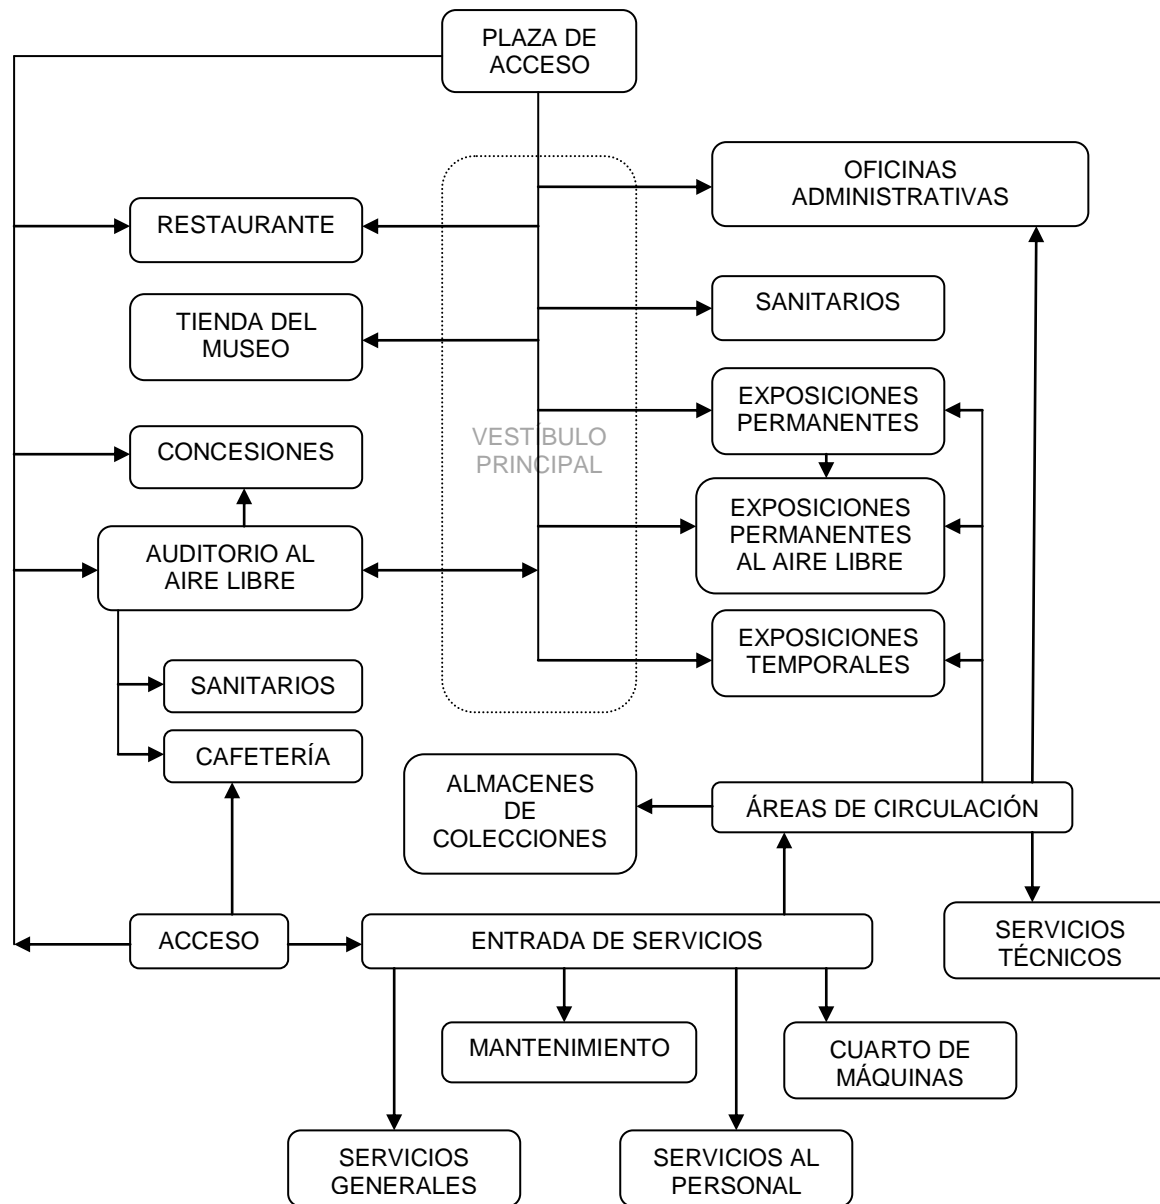 PLAZA DE
ACCESO
OFICINAS
ADMINISTRATIVAS
RESTAURANTE
SANITARIOS
TIENDA DEL
MUSEO
EXPOSICIONES
PERMANENTES
VESTÍBULO
PRINCIPAL
CONCESIONES
EXPOSICIONES
PERMANENTES
AL AIRE LIBRE
AUDITORIO AL
AIRE LIBRE
EXPOSICIONES
TEMPORALES
SANITARIOS
CAFETERÍA
ALMACENES
DE
COLECCIONES
ÁREAS DE CIRCULACIÓN
ACCESO
ENTRADA DE SERVICIOS
SERVICIOS
TÉCNICOS
MANTENIMIENTO
CUARTO DE
MÁQUINAS
SERVICIOS
GENERALES
SERVICIOS AL
PERSONAL